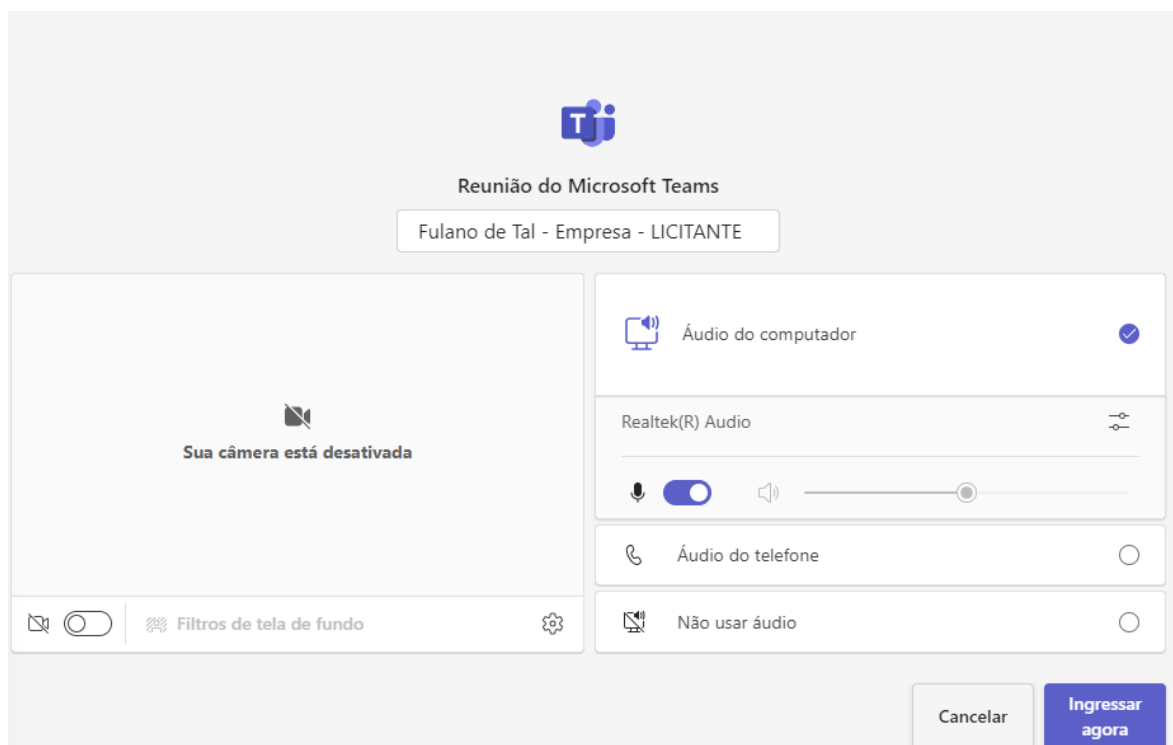 T
Reunião do Microsoft Teams
Fulano de Tal - Empresa - LICITANTE
Sua câmera está desativada
Filtros de tela de fundo
Áudio do computador
Realtek(R) Audio
Áudio do telefone
Não usar áudio
Cancelar
Ingressar
agora